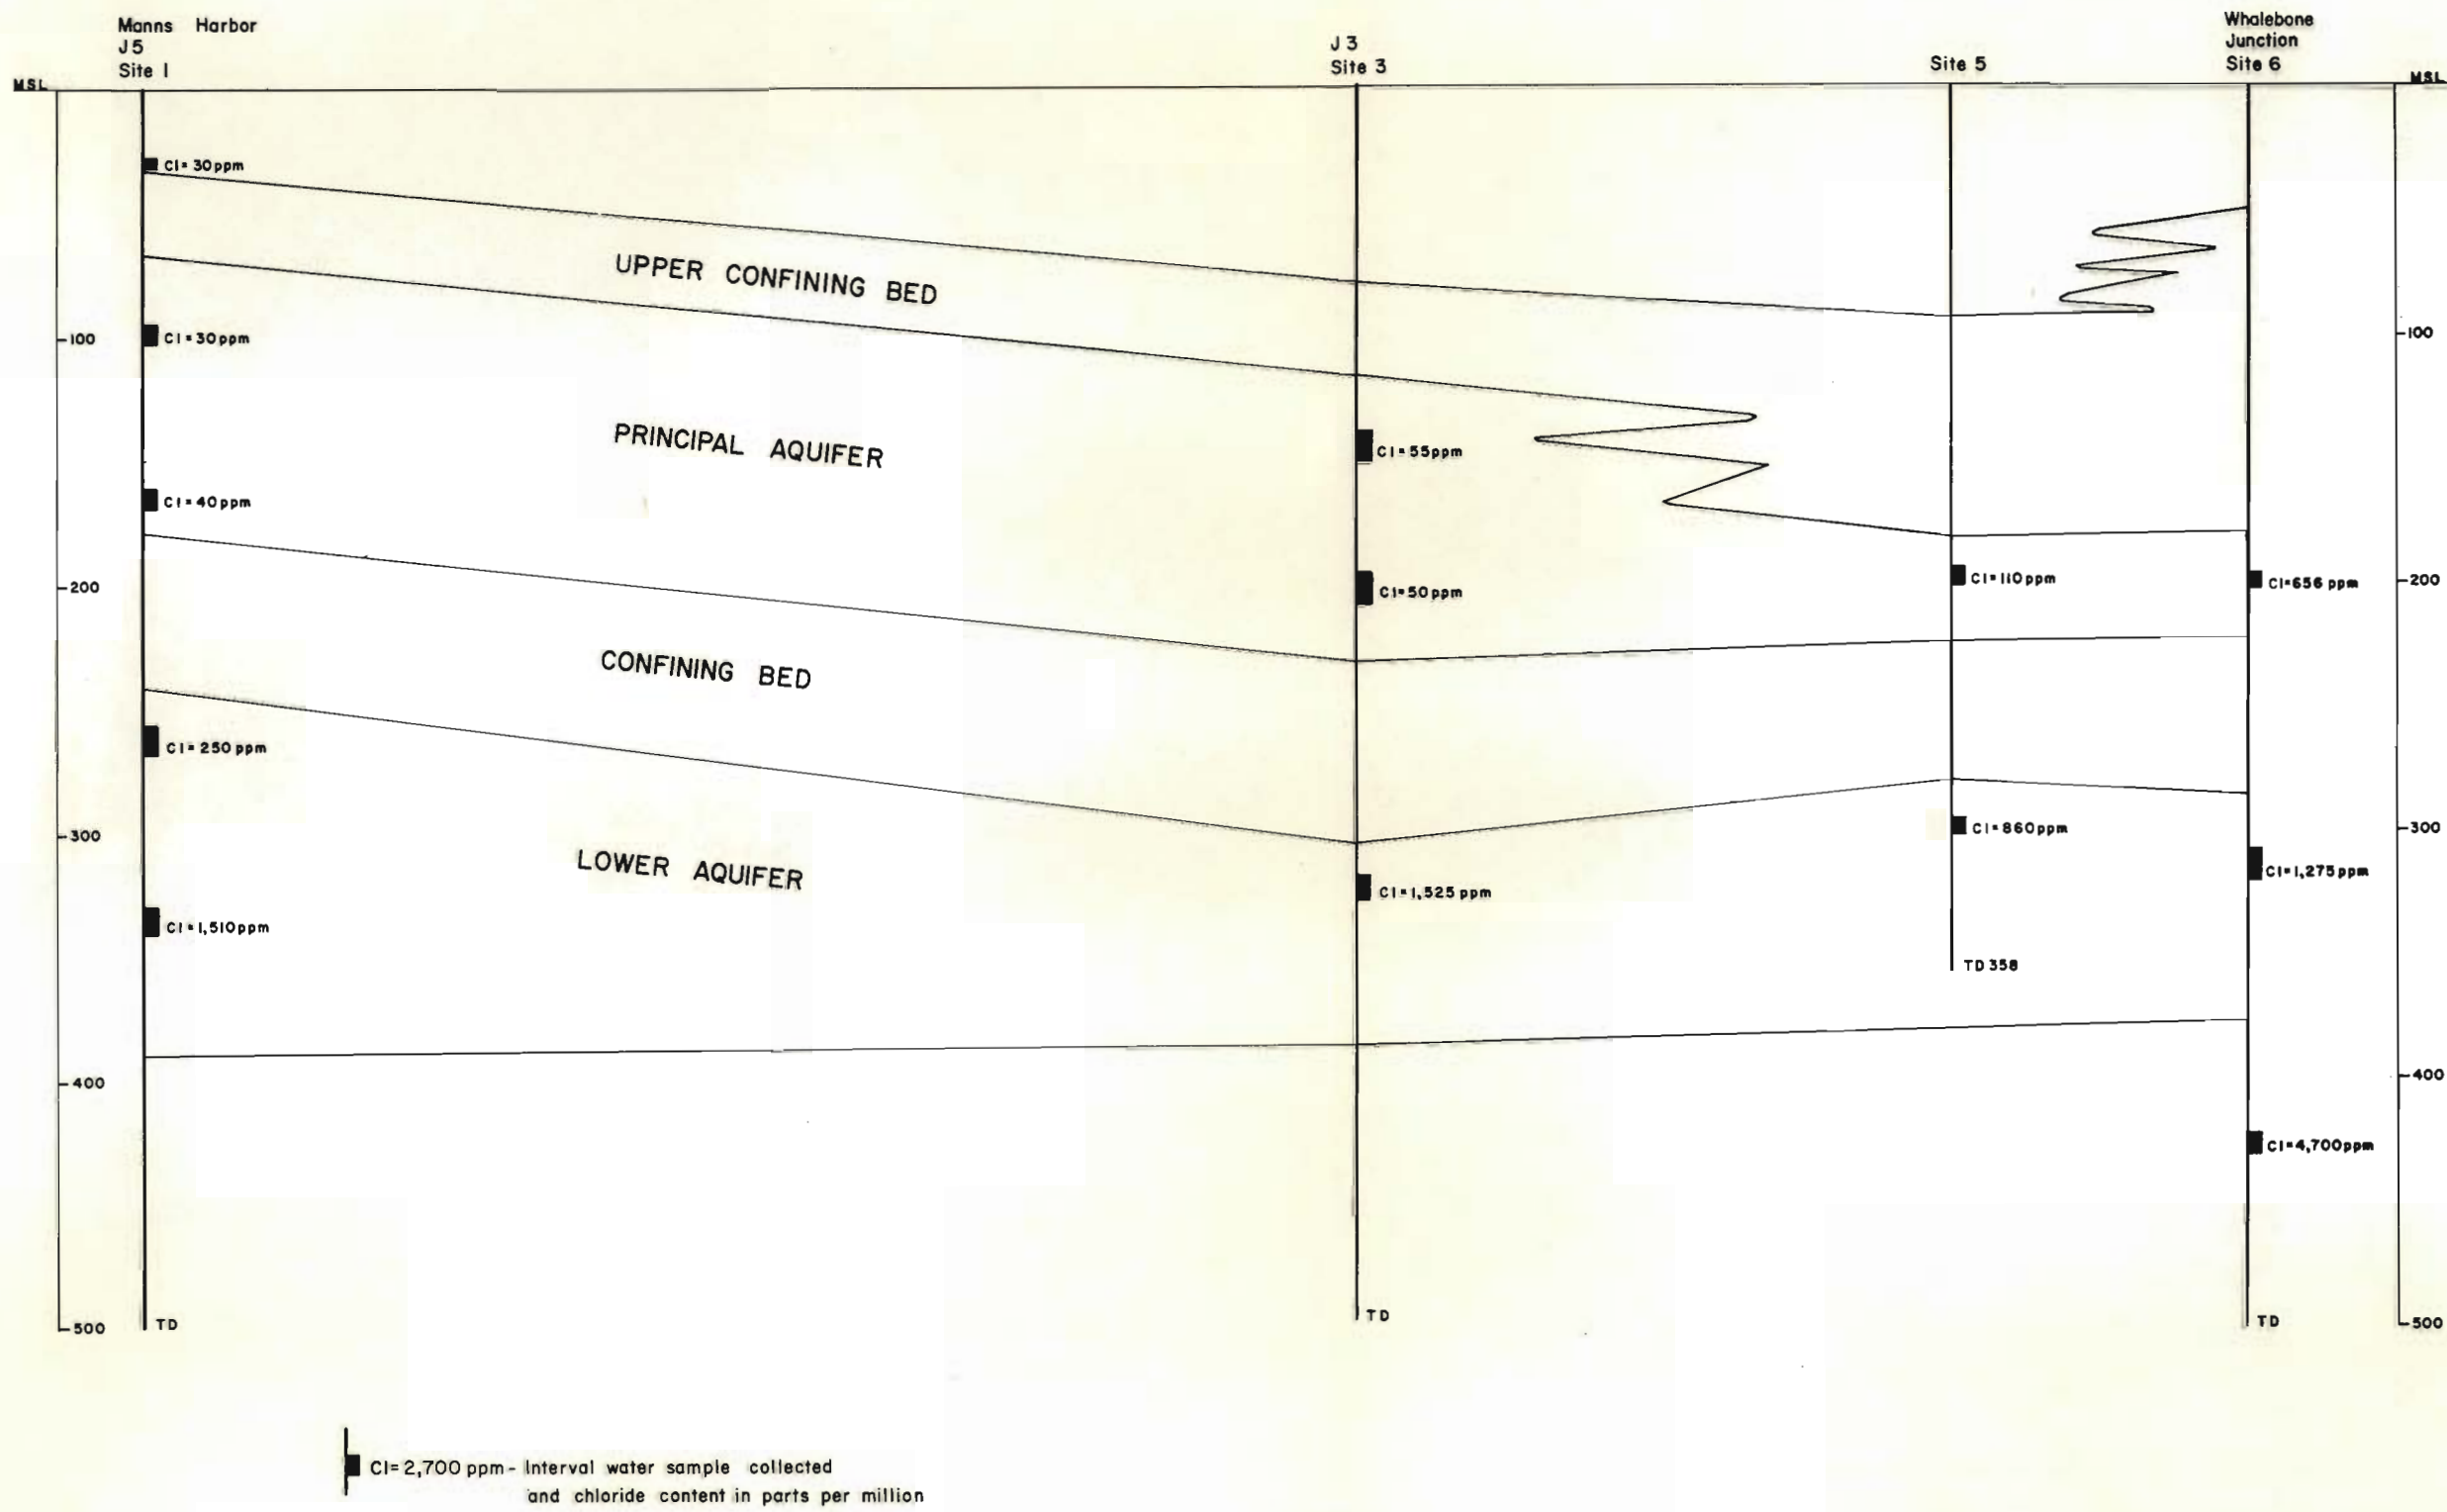 Manns Harbor
J5
Site 1
J3
Site 3
Site 5
Whalebone
Junction
Site 6
MSL
MSL
Cl= 30ppm
UPPER CONFINING BED
-100
Cl= 30ppm
-100
PRINCIPAL AQUIFER
Cl= 55ppm
Cl= 40ppm
-200
Cl= 50ppm
Cl= 110ppm
Cl= 656 ppm
-200
CONFINING BED
Cl= 250 ppm
-300
Cl= 860ppm
-300
LOWER AQUIFER
Cl= 1,525 ppm
Cl= 1,275ppm
Cl= 1,510ppm
TD 358
-400
-400
Cl= 4,700ppm
-500
TD
TD
TD
-500
Cl= 2,700 ppm- Interval water sample collected
and chloride content in parts per million